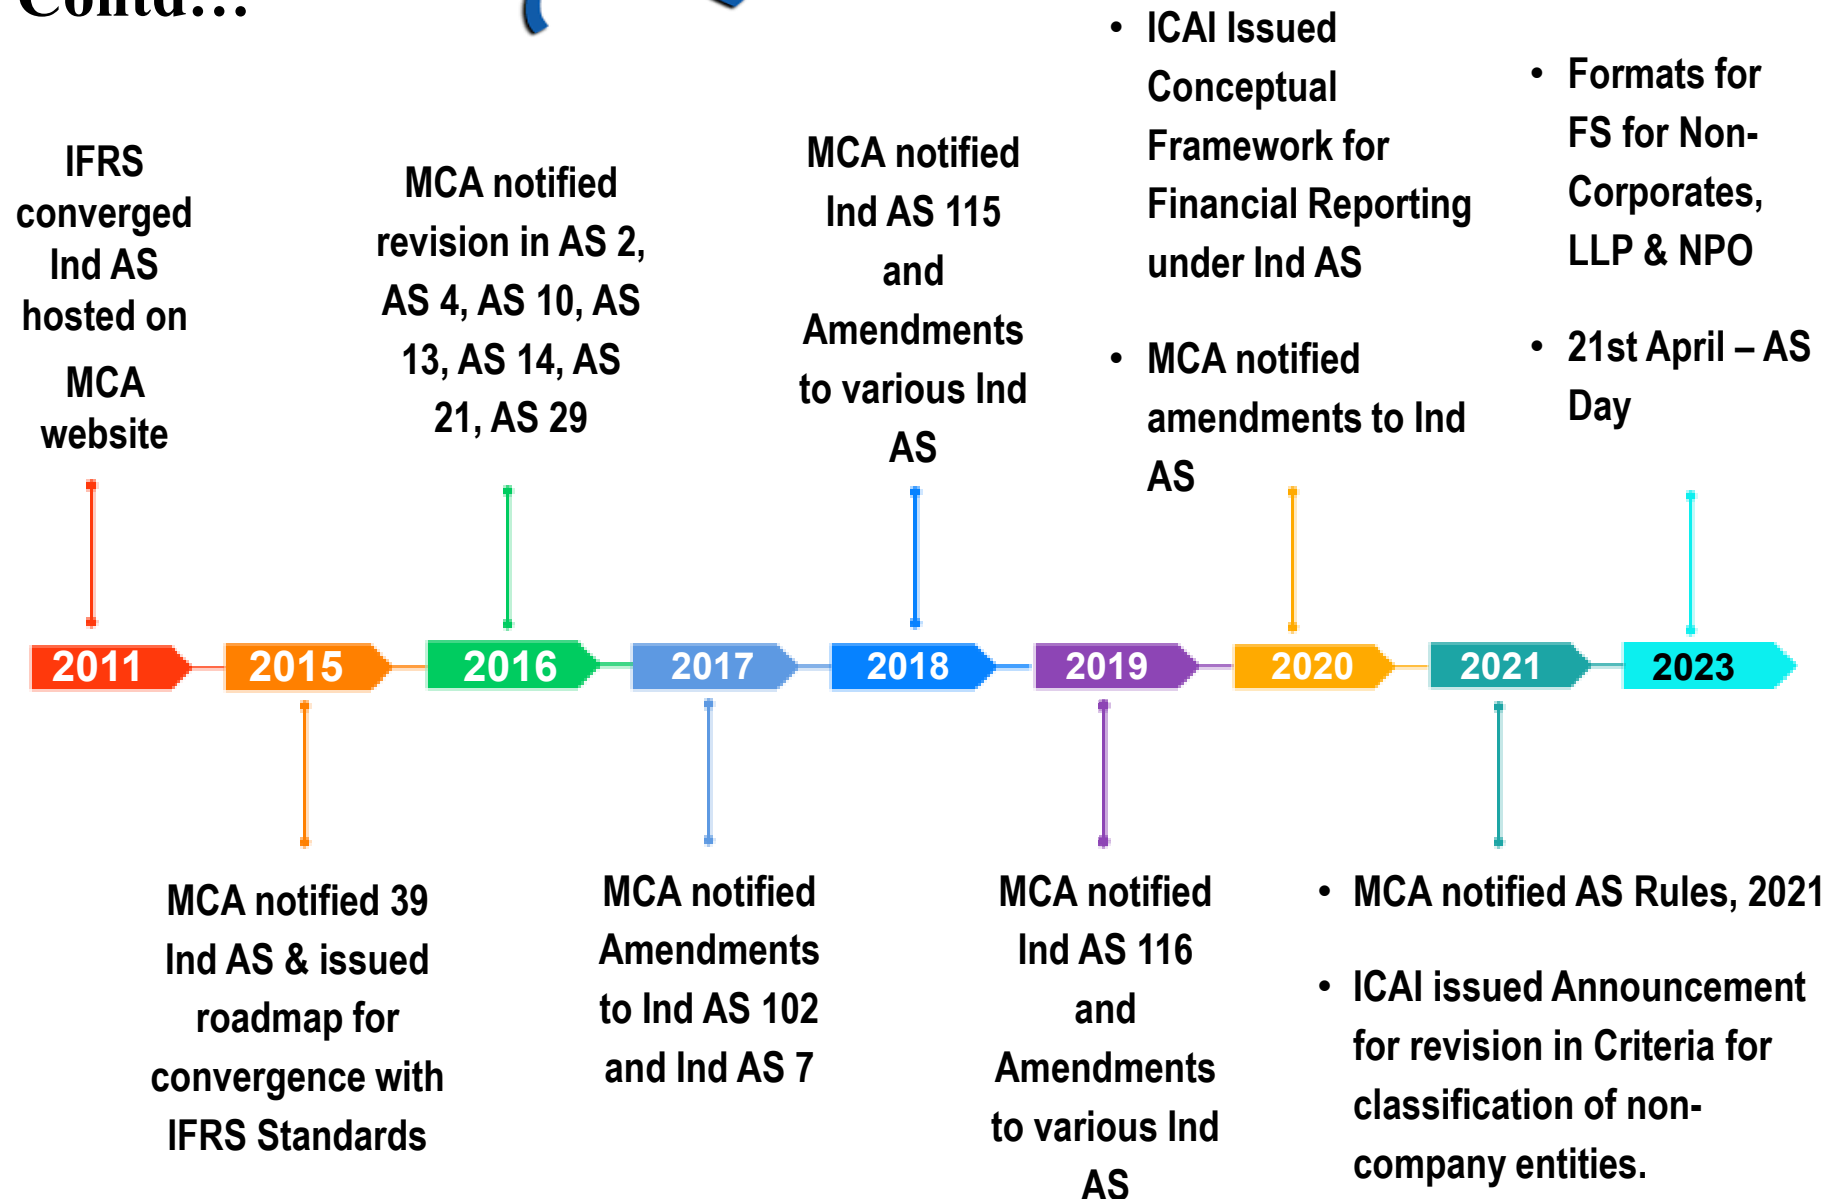 Contd…
IFRS
converged
Ind AS
hosted on
MCA
website
MCA notified
revision in AS 2,
AS 4, AS 10, AS
13, AS 14, AS
21, AS 29
MCA notified
Ind AS 115
and
Amendments
to various Ind
AS
• ICAI Issued
Conceptual
Framework for
Financial Reporting
under Ind AS
• MCA notified
amendments to Ind
AS
• Formats for
FS for Non-
Corporates,
LLP & NPO
• 21st April – AS
Day
2011
2015
2016
2017
2018
2019
2020
2021
2023
MCA notified 39
Ind AS & issued
roadmap for
convergence with
IFRS Standards
MCA notified
Amendments
to Ind AS 102
and Ind AS 7
MCA notified
Ind AS 116
and
Amendments
to various Ind
AS
• MCA notified AS Rules, 2021
• ICAI issued Announcement
for revision in Criteria for
classification of non-
company entities.